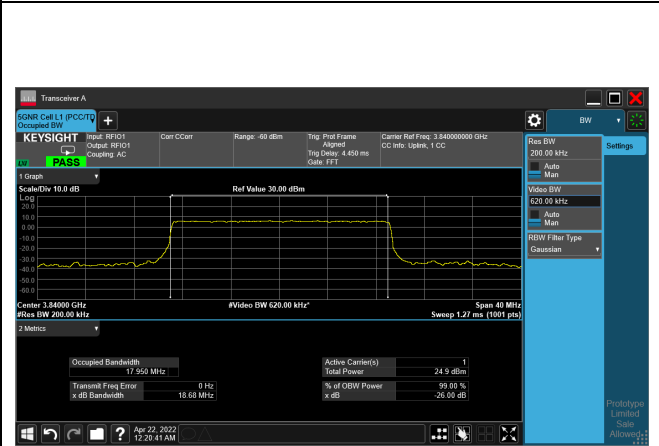 Transceiver A
5GNR Cell L1 (PCC/TD
Occupied BW
BW
KEYSIGHT
LXI
PASS
Input: RFIO1
Output: RFIO1
Coupling: AC
Corr CCorr
Range: -60 dBm
Trig: Prot Frame
Aligned
Trig Delay: 4.450 ms
Gate: FFT
Carrier Ref Freq: 3.840000000 GHz
CC Info: Uplink, 1 CC
1 Graph
Scale/Div 10.0 dB
Ref Value 30.00 dBm
Log
20.0
10.0
0.00
-10.0
-20.0
-30.0
-40.0
-50.0
-60.0
Center 3.84000 GHz
#Video BW 620.00 kHz*
Span 40 MHz
#Res BW 200.00 kHz
Sweep 1.27 ms (1001 pts)
2 Metrics
Occupied Bandwidth
17.950 MHz
Transmit Freq Error 0 Hz
x dB Bandwidth 18.68 MHz
Active Carrier(s) 1
Total Power 24.9 dBm
% of OBW Power 99.00 %
x dB -26.00 dB
Res BW
200.00 kHz
Auto
Man
Video BW
620.00 kHz
Auto
Man
RBW Filter Type
Gaussian
Settings
Prototype
Limited
Sale
Allowed
?
Apr 22, 2022
12:20:41 AM